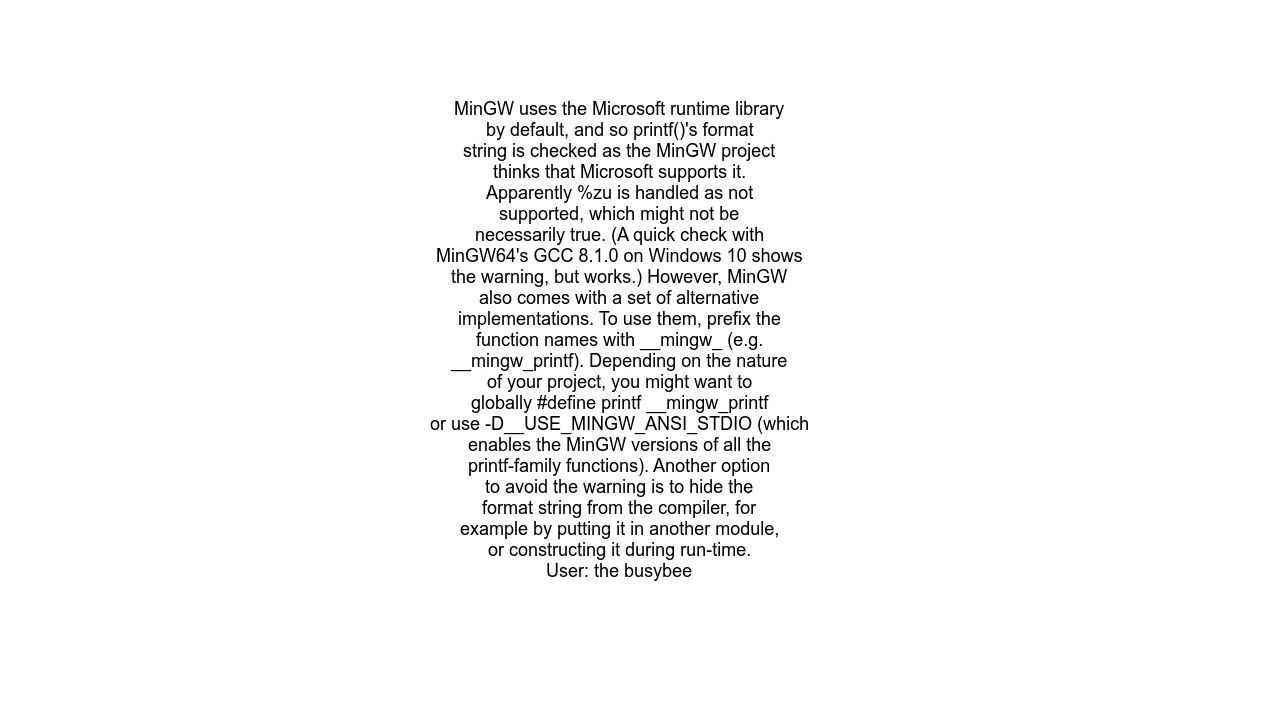 MinGW uses the Microsoft runtime library
by default, and so printf()'s format
string is checked as the MinGW project
thinks that Microsoft supports it.
Apparently %zu is handled as not
supported, which might not be
necessarily true. (A quick check with
MinGW64's GCC 8.1.0 on Windows 10 shows
the warning, but works.) However, MinGW
also comes with a set of alternative
implementations. To use them, prefix the
function names with __mingw_ (e.g.
__mingw_printf). Depending on the nature
of your project, you might want to
globally #define printf __mingw_printf
or use -D__USE_MINGW_ANSI_STDIO (which
enables the MinGW versions of all the
printf-family functions). Another option
to avoid the warning is to hide the
format string from the compiler, for
example by putting it in another module,
or constructing it during run-time.
User: the busybee